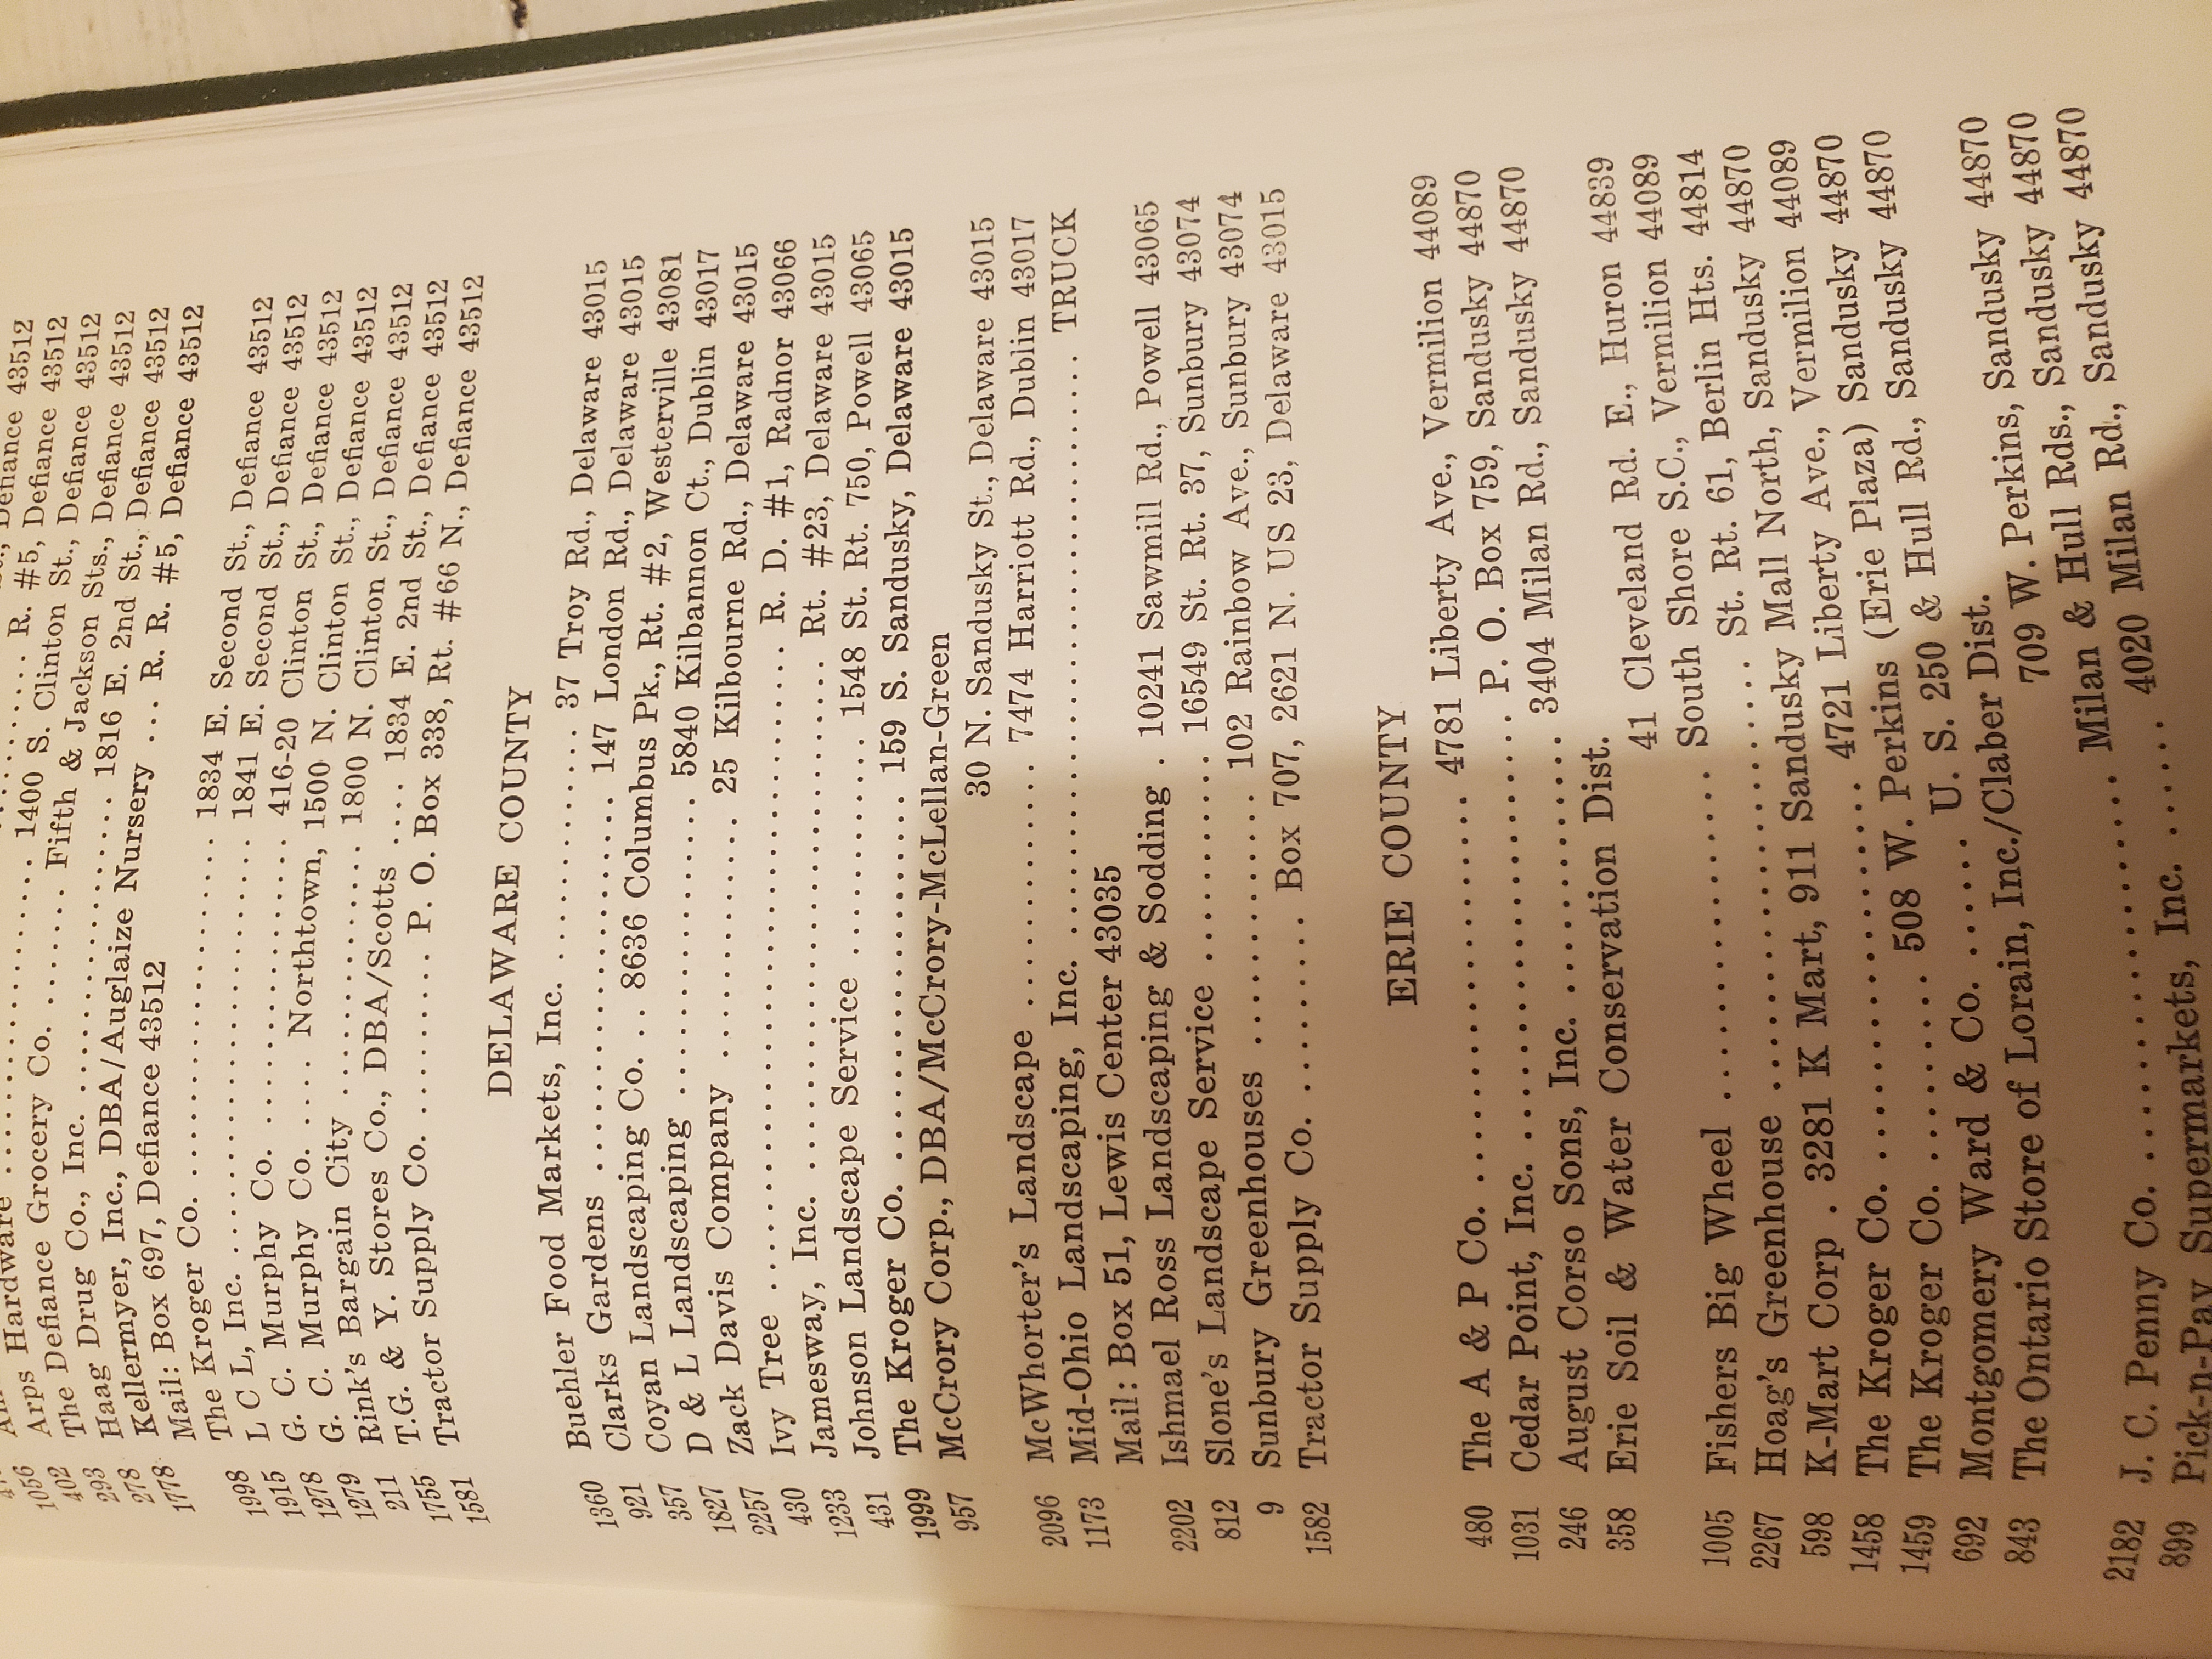 Defiance 43512
1056 R. #5, Defiance 43512
402 Arps Hardware .......... 1400 S. Clinton St., Defiance 43512
293 The Defiance Grocery Co. ....... Fifth & Jackson Sts., Defiance 43512
278 Haag Drug Co., Inc. .......... 1816 E. 2nd St., Defiance 43512
1778 Kellermyer, Inc., DBA/Auglaize Nursery ... R. R. #5, Defiance 43512
Mail: Box 697, Defiance 43512
1998 The Kroger Co. .......... 1834 E. Second St., Defiance 43512
1915 L C L, Inc. .......... 1841 E. Second St., Defiance 43512
1278 G. C. Murphy Co. .......... 416-20 Clinton St., Defiance 43512
1279 G. C. Murphy Co. .... Northtown, 1500 N. Clinton St., Defiance 43512
211 Rink's Bargain City .......... 1800 N. Clinton St., Defiance 43512
1755 T.G. & Y. Stores Co., DBA/Scotts .... 1834 E. 2nd St., Defiance 43512
1581 Tractor Supply Co. .......... P. O. Box 338, Rt. #66 N., Defiance 43512
DELAWARE COUNTY
1360 Buehler Food Markets, Inc. .......... 37 Troy Rd., Delaware 43015
921 Clarks Gardens .......... 147 London Rd., Delaware 43015
357 Coyan Landscaping Co. .. 8636 Columbus Pk., Rt. #2, Westerville 43081
1827 D & L Landscaping .......... 5840 Kilbannon Ct., Dublin 43017
2257 Zack Davis Company .......... 25 Kilbourne Rd., Delaware 43015
430 Ivy Tree .......... R. D. #1, Radnor 43066
1233 Jamesway, Inc. .......... Rt. #23, Delaware 43015
431 Johnson Landscape Service .......... 1548 St. Rt. 750, Powell 43065
1999 The Kroger Co. .......... 159 S. Sandusky, Delaware 43015
957 McCrory Corp., DBA/McCrory-McLellan-Green
30 N. Sandusky St., Delaware 43015
2096 McWhorter's Landscape .......... 7474 Harriott Rd., Dublin 43017
1173 Mid-Ohio Landscaping, Inc. .......... TRUCK
Mail: Box 51, Lewis Center 43035
2202 Ishmael Ross Landscaping & Sodding . 10241 Sawmill Rd., Powell 43065
812 Slone's Landscape Service .......... 16549 St. Rt. 37, Sunbury 43074
9 Sunbury Greenhouses .......... 102 Rainbow Ave., Sunbury 43074
1582 Tractor Supply Co. .......... Box 707, 2621 N. US 23, Delaware 43015
ERIE COUNTY
480 The A & P Co. .......... 4781 Liberty Ave., Vermilion 44089
1031 Cedar Point, Inc. .......... P. O. Box 759, Sandusky 44870
246 August Corso Sons, Inc. .......... 3404 Milan Rd., Sandusky 44870
358 Erie Soil & Water Conservation Dist.
41 Cleveland Rd. E., Huron 44839
1005 Fishers Big Wheel .......... South Shore S.C., Vermilion 44089
2267 Hoag's Greenhouse .......... St. Rt. 61, Berlin Hts. 44814
598 K-Mart Corp . 3281 K Mart, 911 Sandusky Mall North, Sandusky 44870
1458 The Kroger Co. .......... 4721 Liberty Ave., Vermilion 44089
1459 The Kroger Co. ........ 508 W. Perkins (Erie Plaza) Sandusky 44870
692 Montgomery Ward & Co. ...... U. S. 250 & Hull Rd., Sandusky 44870
843 The Ontario Store of Lorain, Inc./Claber Dist.
709 W. Perkins, Sandusky 44870
2182 J. C. Penny Co. .......... Milan & Hull Rds., Sandusky 44870
899 Pick-n-Pay Supermarkets, Inc. ...... 4020 Milan Rd., Sandusky 44870